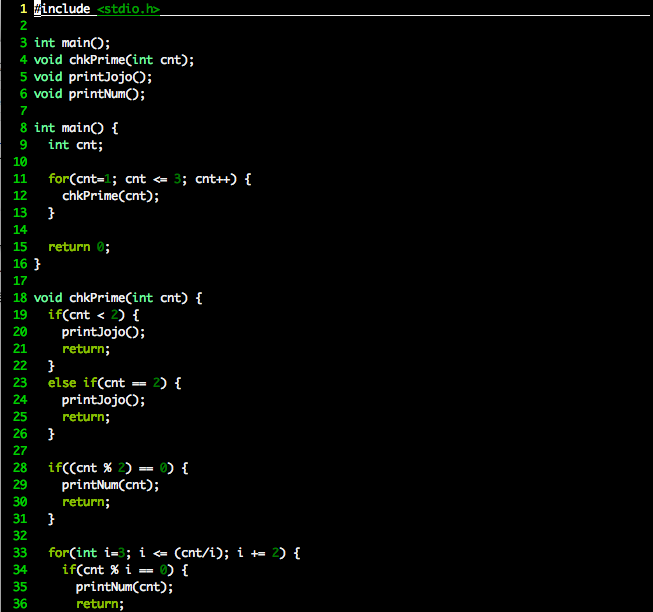 1 #include <stdio.h>
2
3 int main();
4 void chkPrime(int cnt);
5 void printJojo();
6 void printNum();
7
8 int main() {
9   int cnt;
10
11   for(cnt=1; cnt <= 3; cnt++) {
12     chkPrime(cnt);
13   }
14
15   return 0;
16 }
17
18 void chkPrime(int cnt) {
19   if(cnt < 2) {
20     printJojo();
21     return;
22   }
23   else if(cnt == 2) {
24     printJojo();
25     return;
26   }
27
28   if((cnt % 2) == 0) {
29     printNum(cnt);
30     return;
31   }
32
33   for(int i=3; i <= (cnt/i); i += 2) {
34     if(cnt % i == 0) {
35       printNum(cnt);
36       return;